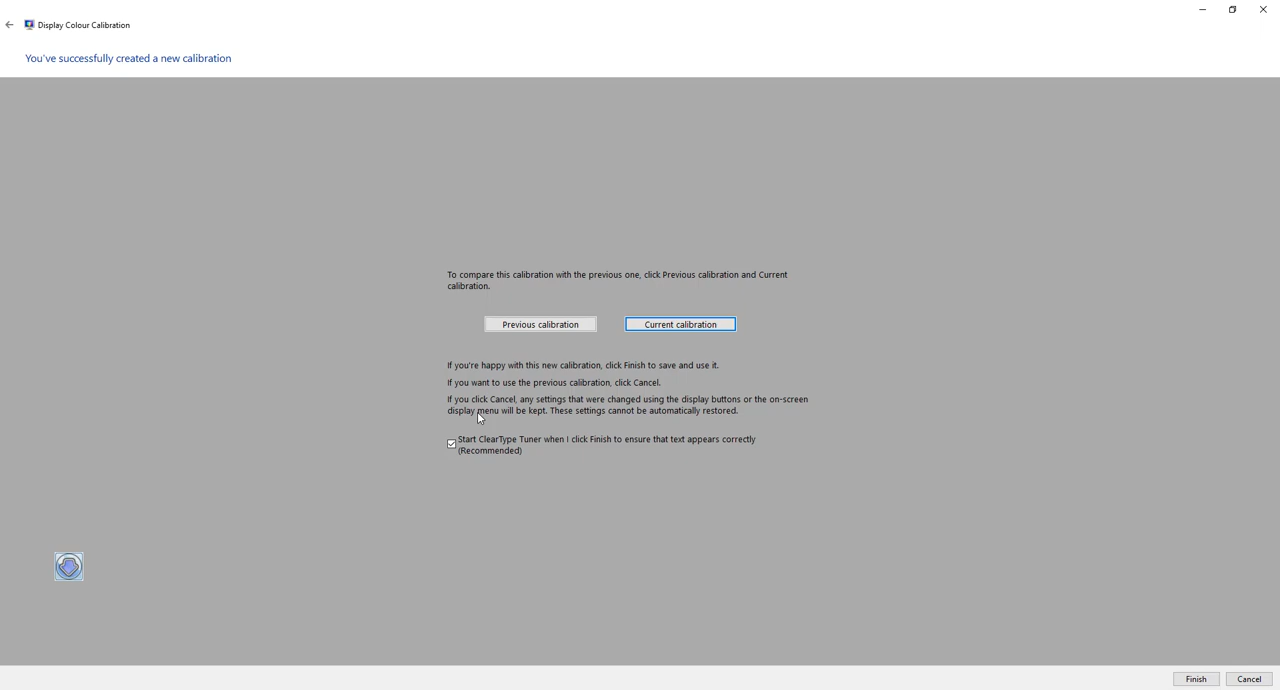 Display Colour Calibration
You've successfully created a new calibration
To compare this calibration with the previous one, click Previous calibration and Current
calibration.
Previous calibration
Current calibration
If you're happy with this new calibration, click Finish to save and use it.
If you want to use the previous calibration, click Cancel.
If you click Cancel, any settings that were changed using the display buttons or the on-screen
display menu will be kept. These settings cannot be automatically restored.
Start ClearType Tuner when I click Finish to ensure that text appears correctly
(Recommended)
Finish
Cancel